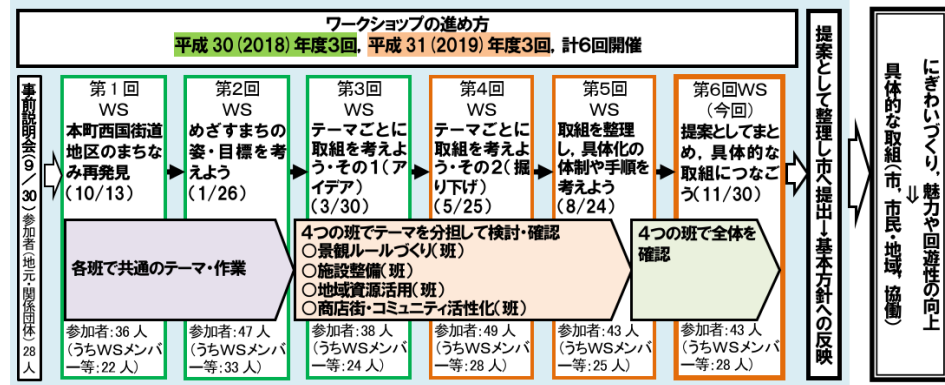 ワークショップの進め方
平成30(2018)年度3回，平成31(2019)年度3回，計6回開催
事前説明会(9／30)参加者(地元・関係団体)28人
第1回
WS
本町西国街道
地区のまちな
み再発見
(10/13)
第2回
WS
めざすまちの
姿・目標を考
えよう
(1/26)
第3回
WS
テーマごとに
取組を考えよ
う・その1(ア
イデア)
(3/30)
第4回
WS
テーマごとに
取組を考えよ
う・その2(掘
り下げ)
(5/25)
第5回
WS
取組を整理
し，具体化の
体制や手順を
考えよう
(8/24)
第6回WS
(今回)
提案としてまと
め，具体的な
取組につなご
う(11/30)
各班で共通のテーマ・作業
4つの班でテーマを分担して検討・確認
○景観ルールづくり(班)
○施設整備(班)
○地域資源活用(班)
○商店街・コミュニティ活性化(班)
4つの班で全体を
確認
参加者:36人
(うちWSメンバ
ー等:22人)
参加者:47人
(うちWSメンバ
ー等:33人)
参加者:38人
(うちWSメンバ
ー等:24人)
参加者:49人
(うちWSメンバ
ー等:28人)
参加者:43人
(うちWSメンバ
ー等:25人)
参加者:43人
(うちWSメンバ
ー等:28人)
提案として整理し市へ提出→基本方針への反映
にぎわいづくり，魅力や回遊性の向上
⇓
具体的な取組(市，市民・地域，協働)